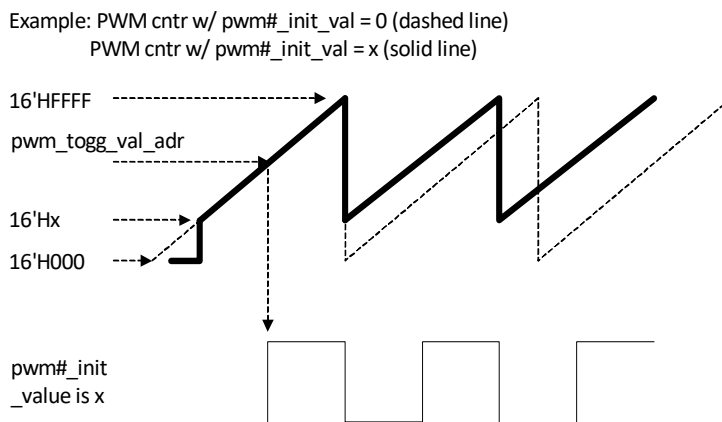 Example: PWM cntr w/ pwm#_init_val = 0 (dashed line)
PWM cntr w/ pwm#_init_val = x (solid line)
16'HFFFF
pwm_togg_val_adr
16'Hx
16'H000
pwm#_init
_value is x